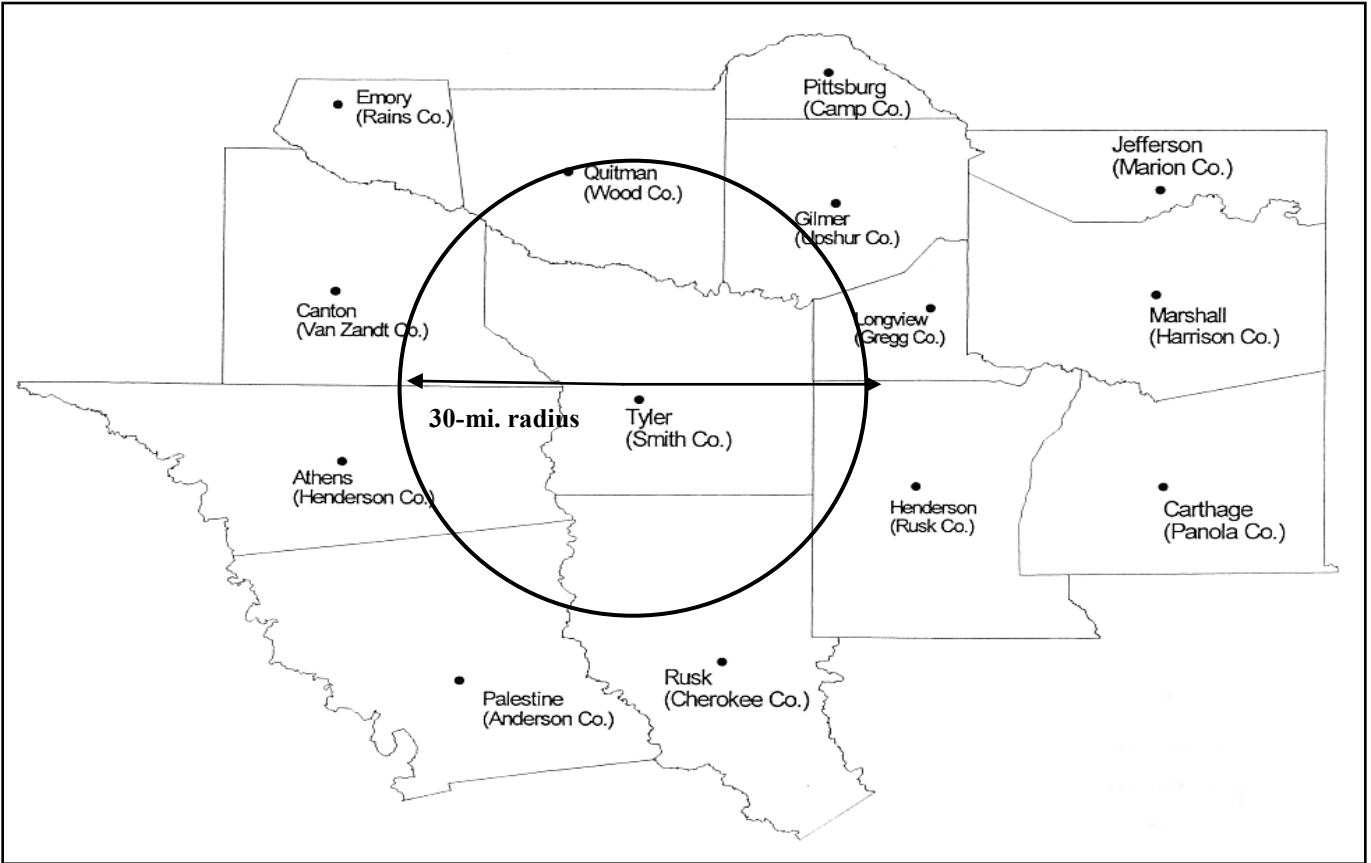 Pittsburg
(Camp Co.)
Emory
(Rains Co.)
Jefferson
(Marion Co.)
Quitman
(Wood Co.)
Gilmer
(Upshur Co.)
Canton
(Van Zandt Co.)
Longview
(Gregg Co.)
Marshall
(Harrison Co.)
30-mi. radius
Tyler
(Smith Co.)
Athens
(Henderson Co.)
Henderson
(Rusk Co.)
Carthage
(Panola Co.)
Rusk
(Cherokee Co.)
Palestine
(Anderson Co.)